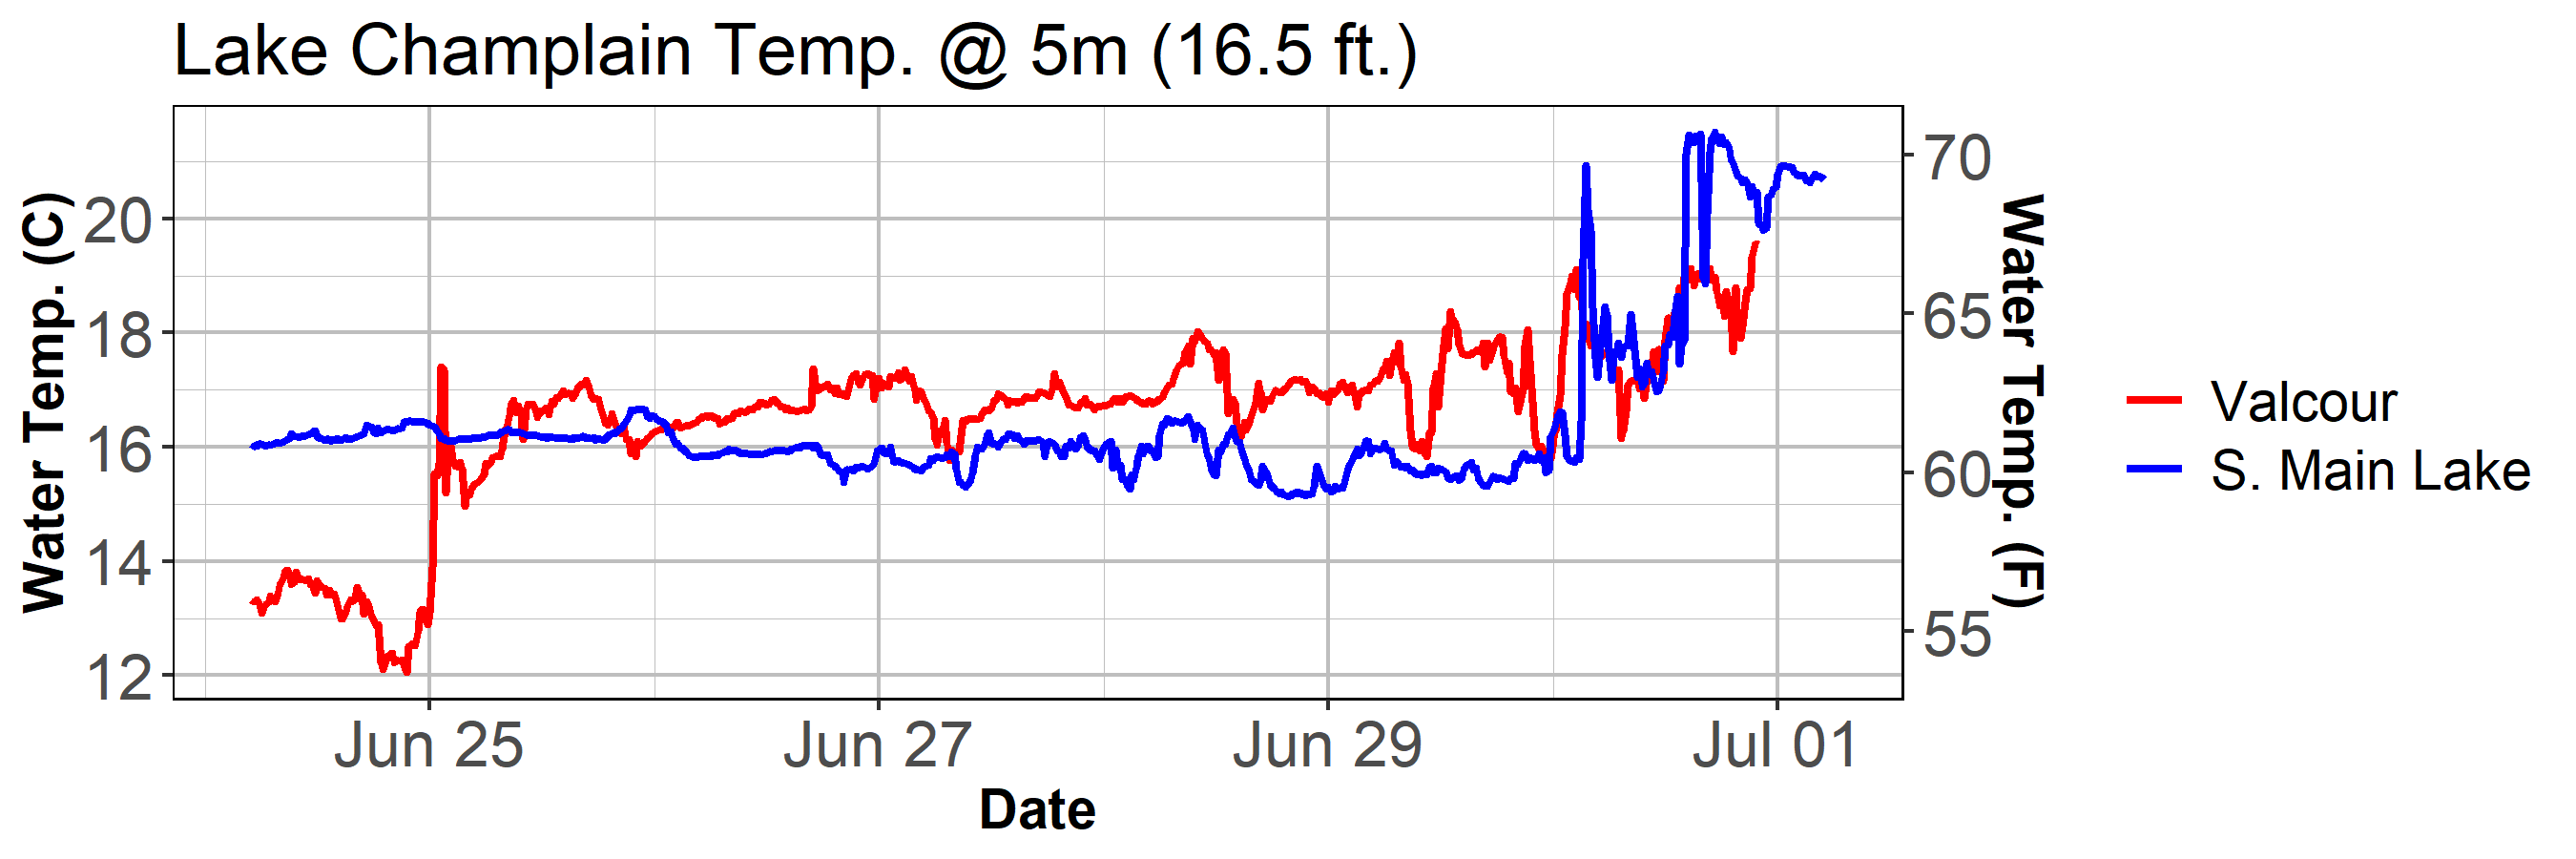 Lake Champlain Temp. @ 5m (16.5 ft.)
Water Temp. (C)
20
18
16
14
12
70
65
60
55
Water Temp. (F)
Jun 25 Jun 27 Jun 29 Jul 01
Date
Valcour
S. Main Lake